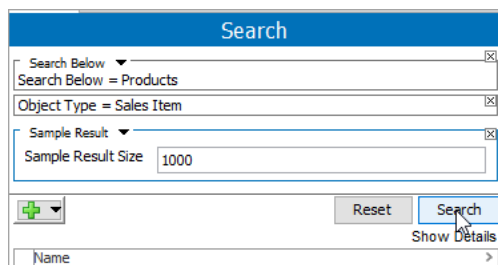 Search
Search Below
Search Below = Products
Object Type = Sales Item
Sample Result
Sample Result Size 1000
Reset Search
Show Details
Name